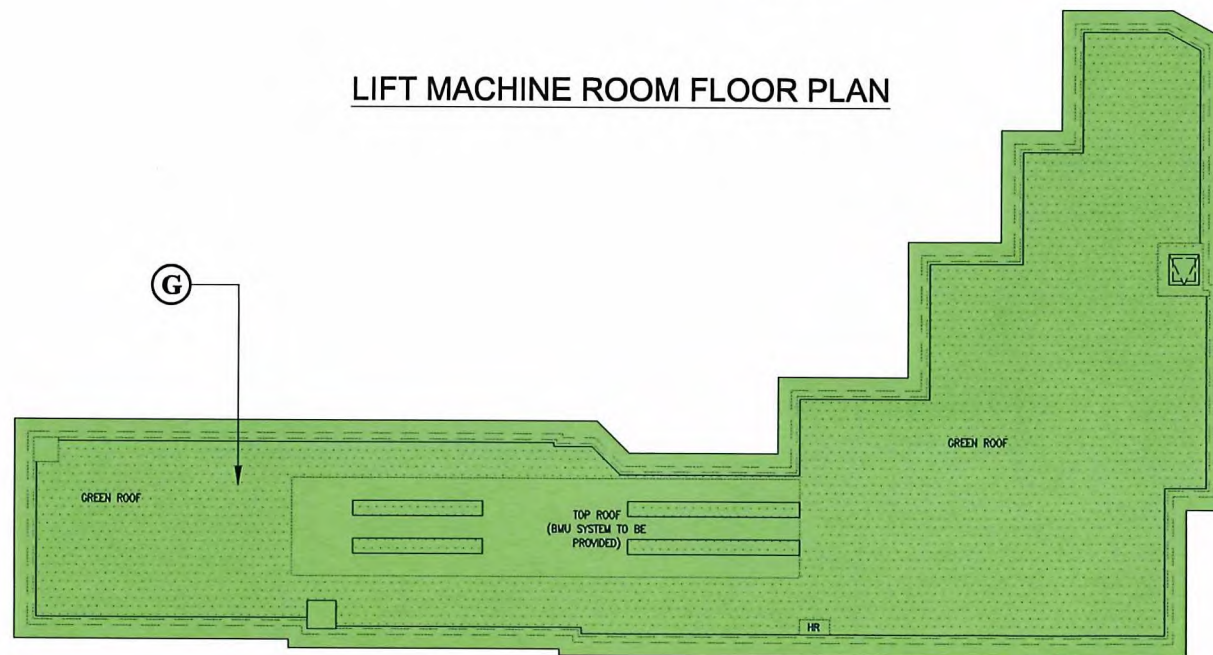 LIFT MACHINE ROOM FLOOR PLAN
G
GREEN ROOF
GREEN ROOF
TOP ROOF
(BMU SYSTEM TO BE
PROVIDED)
HR